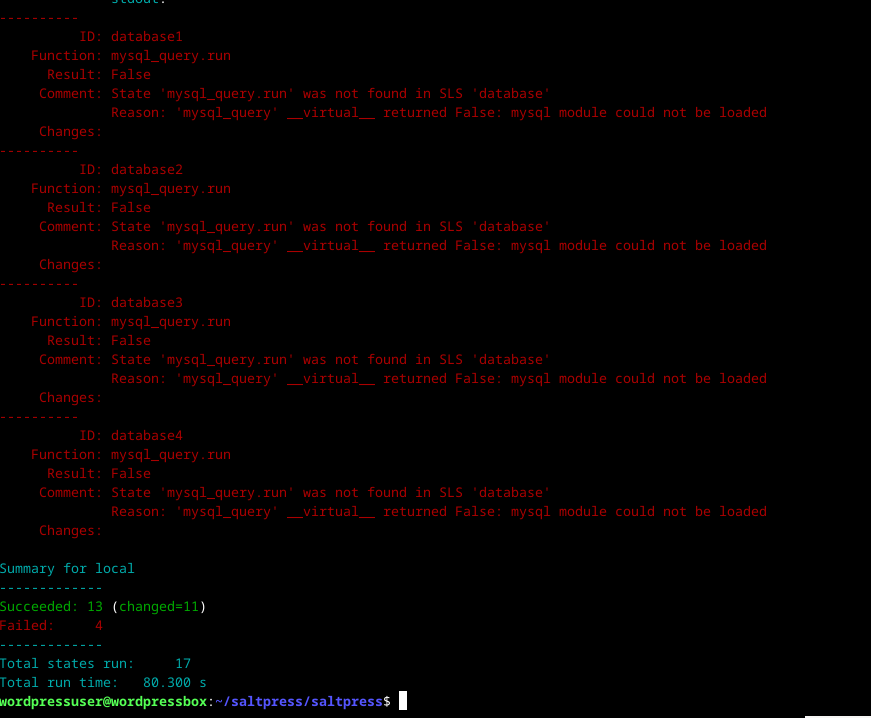 stdout:
----------
ID: database1
Function: mysql_query.run
Result: False
Comment: State 'mysql_query.run' was not found in SLS 'database'
Reason: 'mysql_query' __virtual__ returned False: mysql module could not be loaded
Changes:
----------
ID: database2
Function: mysql_query.run
Result: False
Comment: State 'mysql_query.run' was not found in SLS 'database'
Reason: 'mysql_query' __virtual__ returned False: mysql module could not be loaded
Changes:
----------
ID: database3
Function: mysql_query.run
Result: False
Comment: State 'mysql_query.run' was not found in SLS 'database'
Reason: 'mysql_query' __virtual__ returned False: mysql module could not be loaded
Changes:
----------
ID: database4
Function: mysql_query.run
Result: False
Comment: State 'mysql_query.run' was not found in SLS 'database'
Reason: 'mysql_query' __virtual__ returned False: mysql module could not be loaded
Changes:
Summary for local
-------------
Succeeded: 13 (changed=11)
Failed: 4
-------------
Total states run: 17
Total run time: 80.300 s
wordpressuser@wordpressbox:~/saltpress/saltpress$